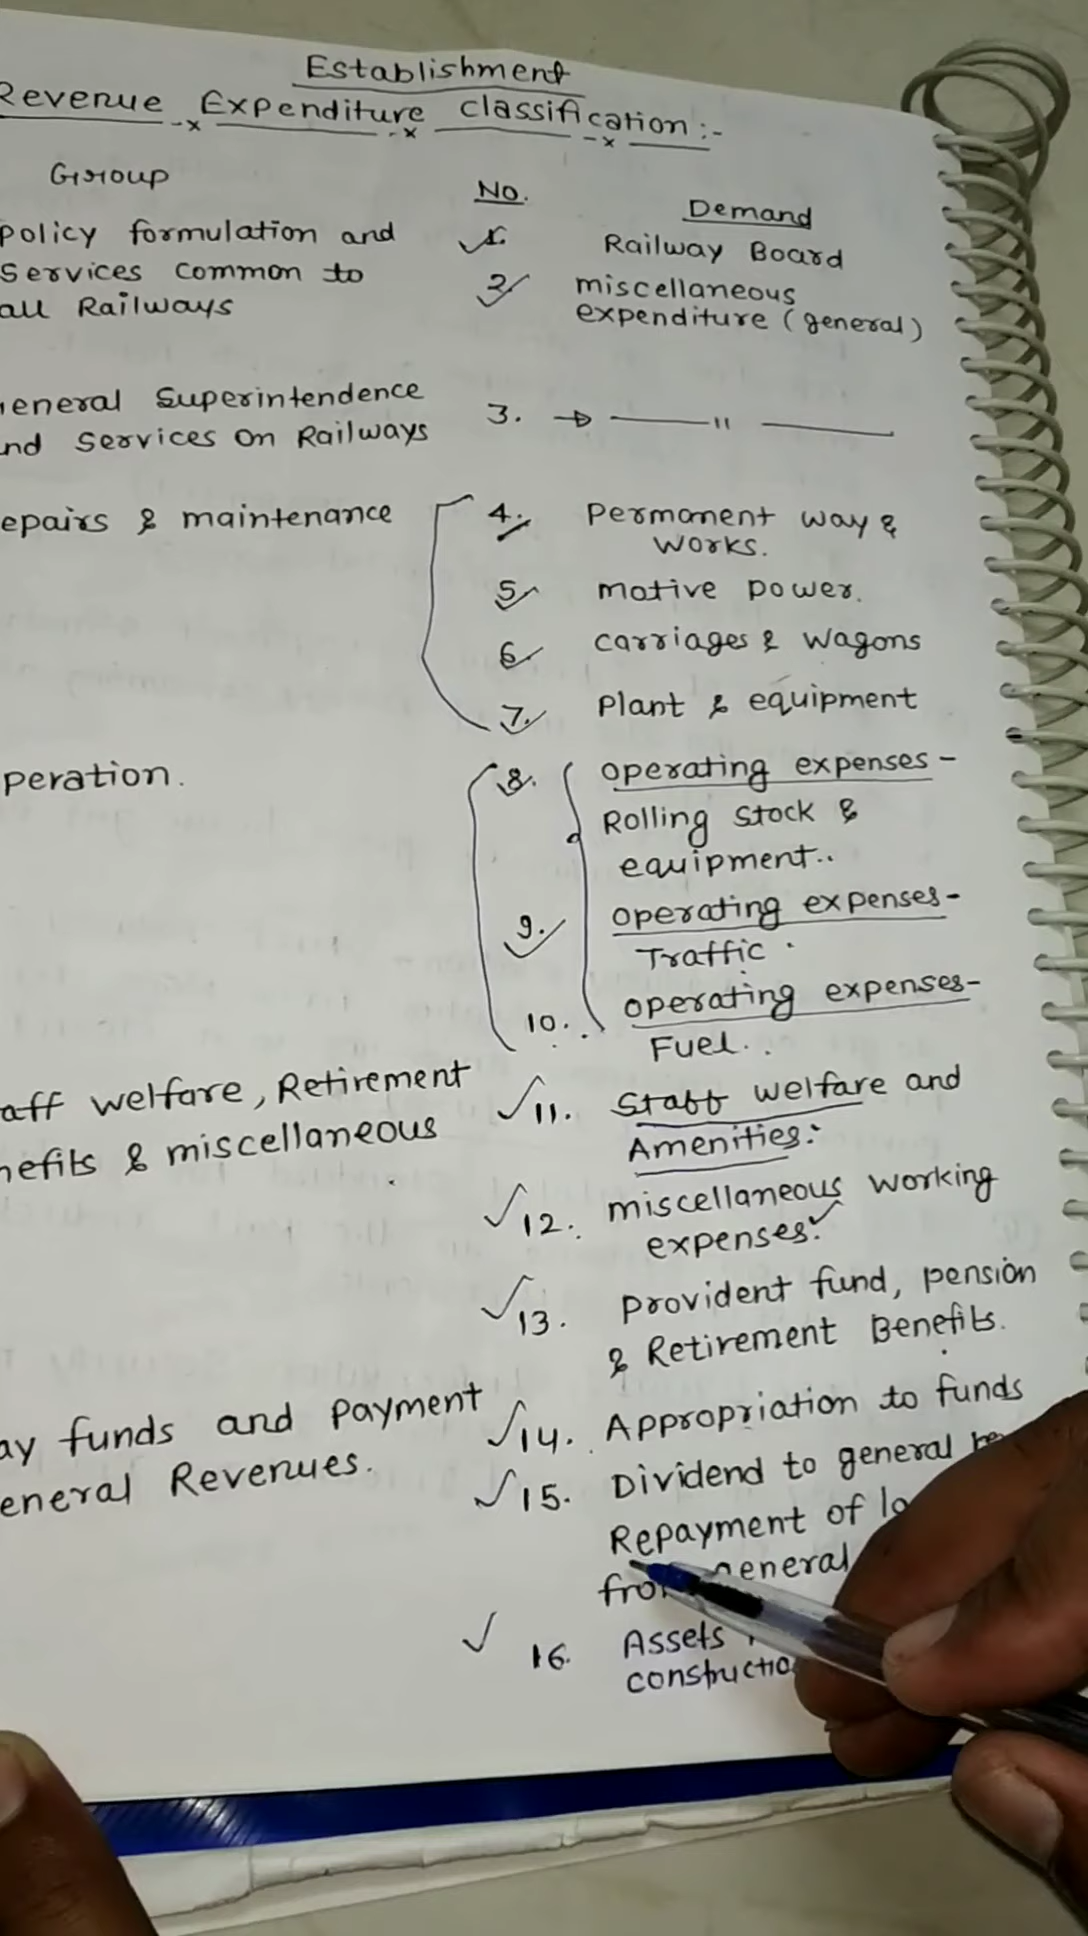 Establishment
Revenue Expenditure classification:-
Group No. Demand
policy formulation and 1. Railway Board
Services common to 2. miscellaneous
all Railways expenditure (general)
eneral Superintendence 3. → —— " ——
nd Services on Railways
epairs & maintenance 4. Permanent way &
works.
5. motive power.
6. carriages & wagons
7. Plant & equipment
peration. 8. operating expenses-
Rolling stock &
equipment..
9. operating expenses-
Traffic.
10. operating expenses-
Fuel..
aff welfare, Retirement 11. Staff welfare and
nefits & miscellaneous Amenities:-
12. miscellaneous working
expenses.
13. provident fund, pension
& Retirement Benefits.
ay funds and payment 14. Appropriation to funds
eneral Revenues. 15. Dividend to general re
Repayment of lo
from general
16. Assets
constructio